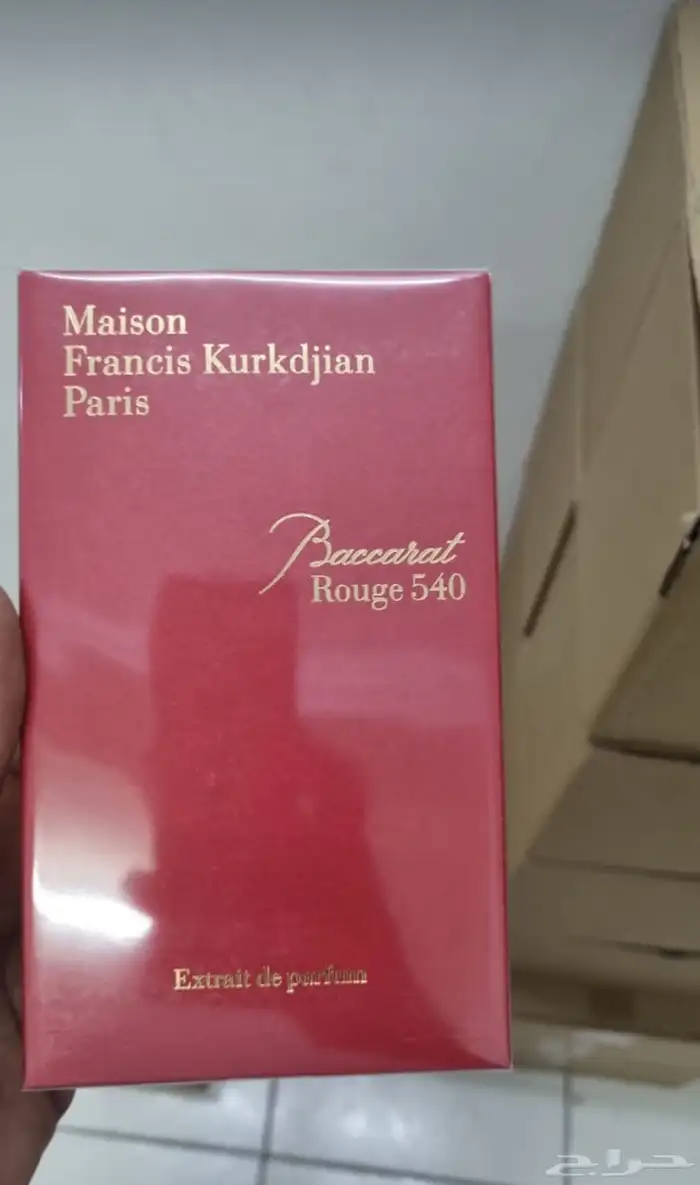 Maison
Francis Kurkdjian
Paris
Baccarat
Rouge 540
Extrait de parfum
حراج